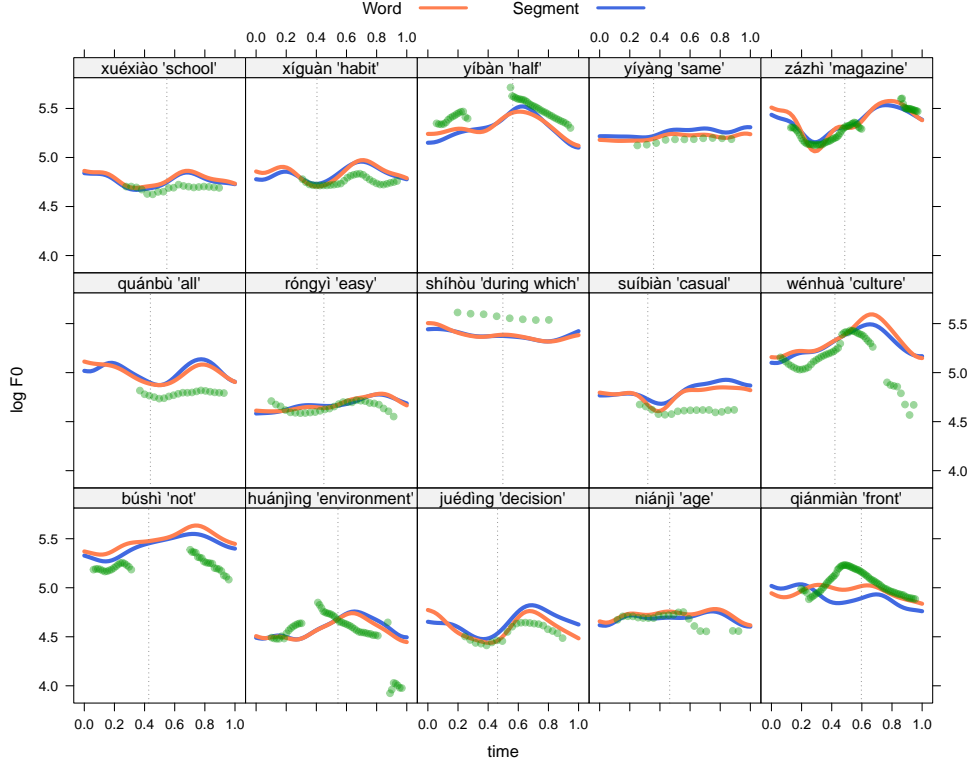 Word Segment
0.0 0.2 0.4 0.6 0.8 1.0 0.0 0.2 0.4 0.6 0.8 1.0
xuéxiào 'school' xíguàn 'habit' yíbàn 'half' yíyàng 'same' zázhì 'magazine'
5.5
5.0
4.5
4.0
quánbù 'all' róngyì 'easy' shíhòu 'during which' suíbiàn 'casual' wénhuà 'culture'
5.5
5.0
4.5
4.0
log F0
búshì 'not' huánjìng 'environment' juédìng 'decision' niánjì 'age' qiánmiàn 'front'
5.5
5.0
4.5
4.0
0.0 0.2 0.4 0.6 0.8 1.0 0.0 0.2 0.4 0.6 0.8 1.0 0.0 0.2 0.4 0.6 0.8 1.0
time